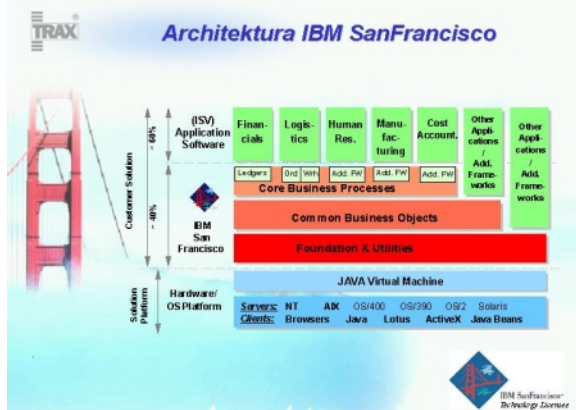 TRAX
Architektura IBM SanFrancisco
Customer Solution
~ 60%
~ 40%
(ISV)
Application
Software
Finan-
cials
Logis-
tics
Human
Res.
Manu-
fac-
turing
Cost
Account.
Other
Appli-
cations
/
Add.
Frame-
works
Other
Appli-
cations
/
Add.
Frame-
works
Ledgers
Ord
Wrh
Add. FW
Add. FW
Add. FW
Core Business Processes
IBM
San
Francisco
Common Business Objects
Foundation & Utilities
Solution
Platform
Hardware/
OS Platform
JAVA Virtual Machine
Servers: NT AIX OS/400 OS/390 OS/2 Solaris
Clients: Browsers Java Lotus ActiveX Java Beans
IBM SanFrancisco
Technology Licensee